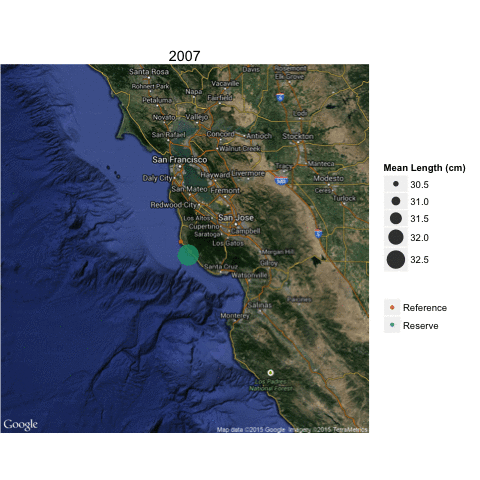 2007
Santa Rosa
Rohnert Park
Petaluma
Napa
Vacaville
Fairfield
Davis
Elk Grove
Novato
Vallejo
Lodi
San Rafael
Concord
Antioch
Stockton
Walnut Creek
San Francisco
Tracy
Manteca
Daly City
Hayward
Livermore
Modesto
San Mateo
Fremont
Ceres
Turlock
Redwood City
Los Altos
San Jose
Cupertino
Campbell
Saratoga
Los Gatos
Morgan Hill
Gilroy
Santa Cruz
Watsonville
Salinas
Monterey
Los Padres
National Forest
Google
Map data ©2015 Google Imagery ©2015 TerraMetrics
Mean Length (cm)
30.5
31.0
31.5
32.0
32.5
Reference
Reserve